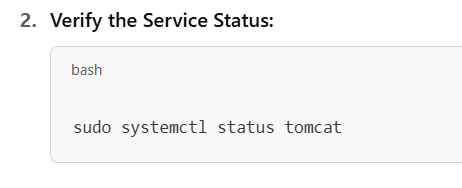 2. Verify the Service Status:
bash
sudo systemctl status tomcat